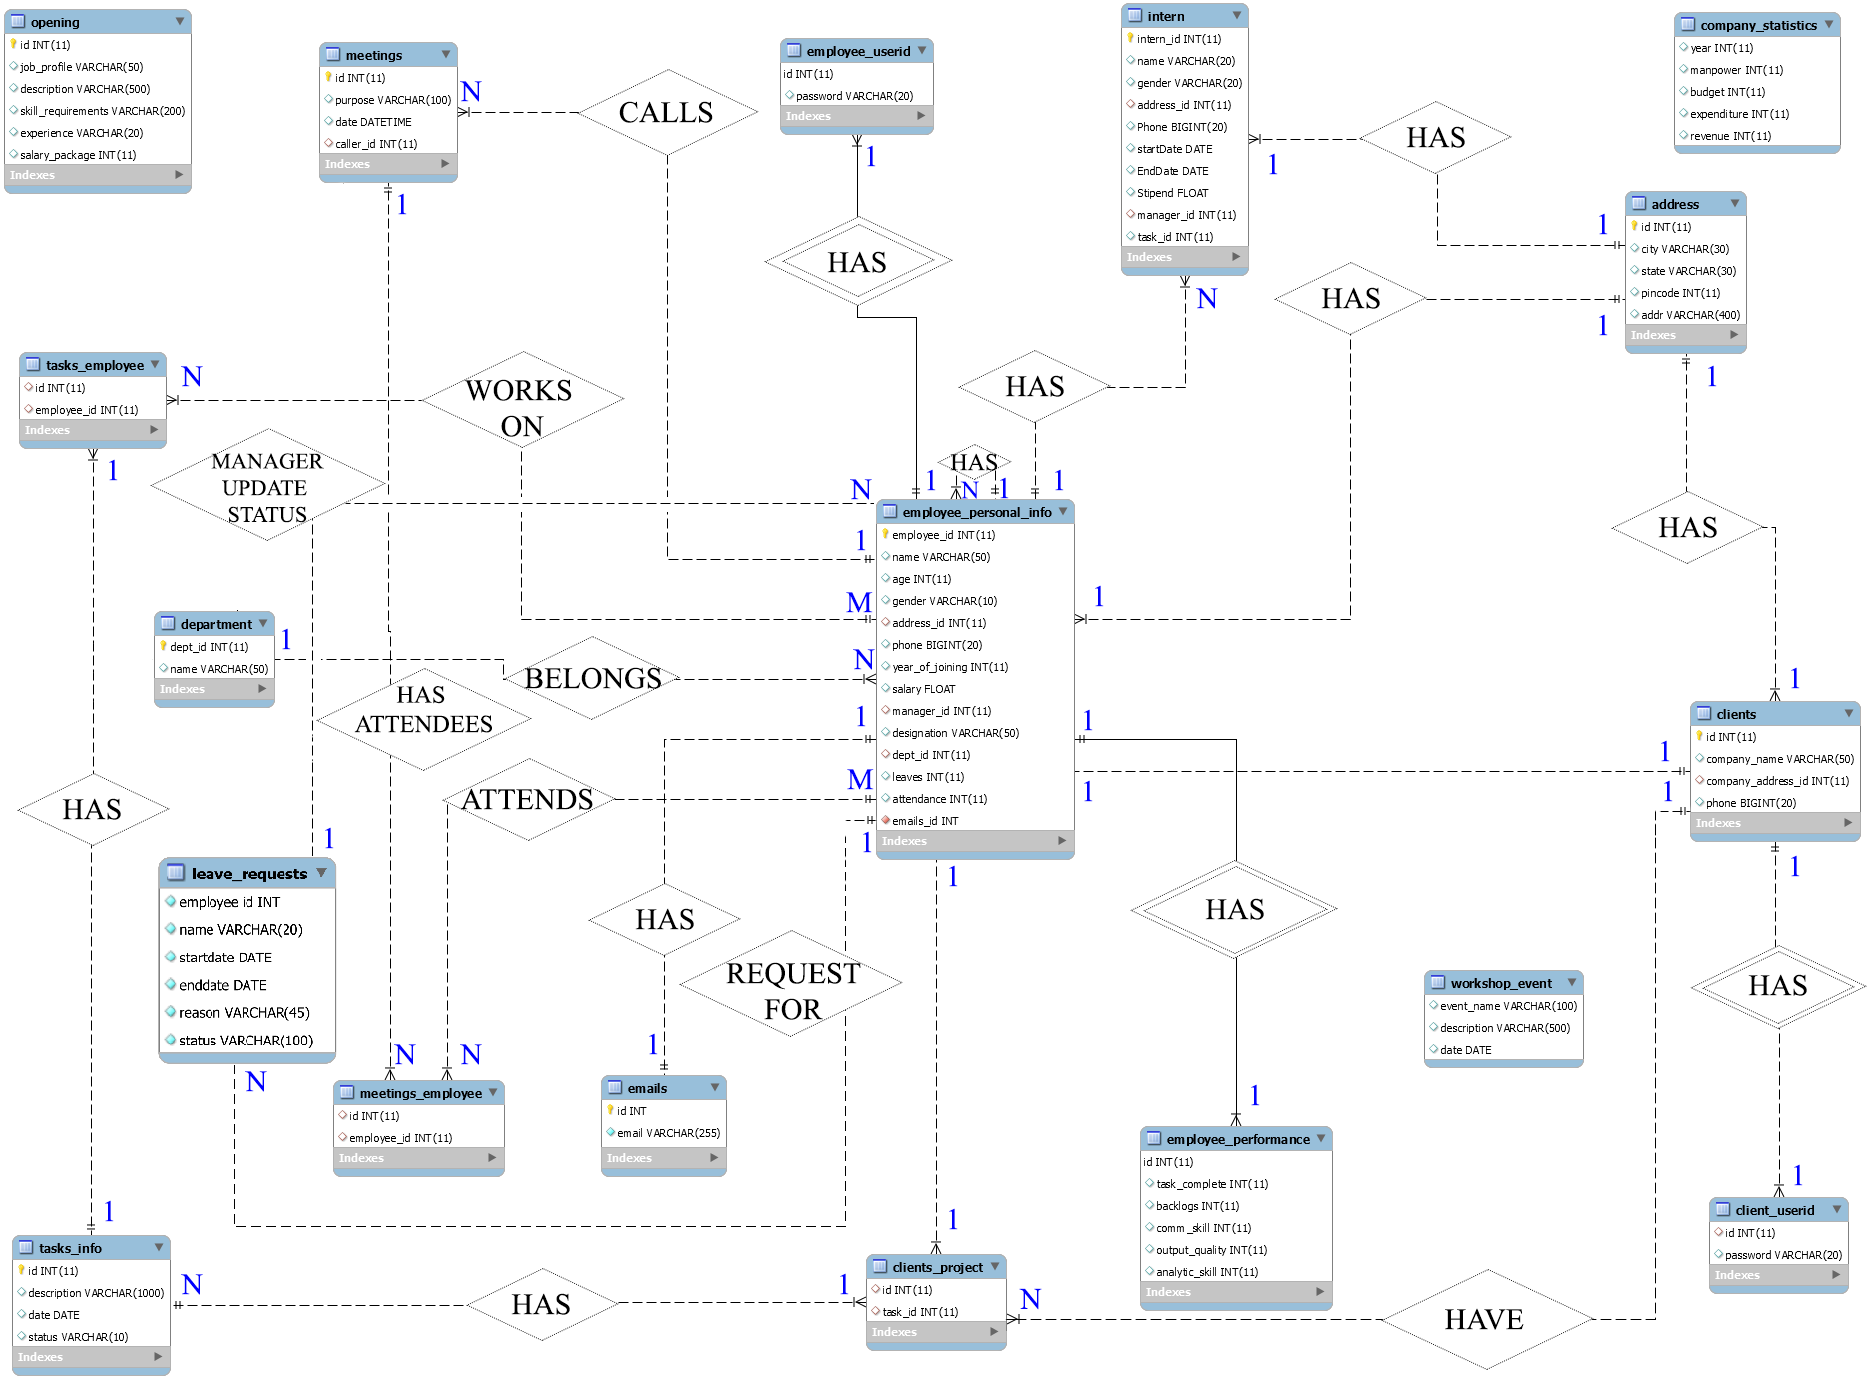 opening
id INT(11)
job_profile VARCHAR(50)
description VARCHAR(500)
skill_requirements VARCHAR(200)
experience VARCHAR(20)
salary_package INT(11)
Indexes
meetings
id INT(11)
purpose VARCHAR(100)
date DATETIME
caller_id INT(11)
Indexes
N
1
CALLS
employee_userid
id INT(11)
password VARCHAR(20)
Indexes
1
HAS
intern
intern_id INT(11)
name VARCHAR(20)
gender VARCHAR(20)
address_id INT(11)
Phone BIGINT(20)
startDate DATE
EndDate DATE
Stipend FLOAT
manager_id INT(11)
task_id INT(11)
Indexes
1
N
HAS
company_statistics
year INT(11)
manpower INT(11)
budget INT(11)
expenditure INT(11)
revenue INT(11)
address
id INT(11)
city VARCHAR(30)
state VARCHAR(30)
pincode INT(11)
addr VARCHAR(400)
Indexes
1
1
1
HAS
tasks_employee
id INT(11)
employee_id INT(11)
Indexes
N
1
WORKS
ON
HAS
HAS
N
1
1
1
MANAGER
UPDATE
STATUS
N
1
M
N
1
M
1
employee_personal_info
employee_id INT(11)
name VARCHAR(50)
age INT(11)
gender VARCHAR(10)
address_id INT(11)
phone BIGINT(20)
year_of_joining INT(11)
salary FLOAT
manager_id INT(11)
designation VARCHAR(50)
dept_id INT(11)
leaves INT(11)
attendance INT(11)
emails_id INT
Indexes
1
1
1
1
HAS
department
dept_id INT(11)
name VARCHAR(50)
Indexes
1
BELONGS
HAS
ATTENDEES
ATTENDS
clients
id INT(11)
company_name VARCHAR(50)
company_address_id INT(11)
phone BIGINT(20)
Indexes
1
1
1
1
HAS
leave_requests
employee id INT
name VARCHAR(20)
startdate DATE
enddate DATE
reason VARCHAR(45)
status VARCHAR(100)
1
N
HAS
REQUEST
FOR
HAS
HAS
workshop_event
event_name VARCHAR(100)
description VARCHAR(500)
date DATE
N
N
meetings_employee
id INT(11)
employee_id INT(11)
Indexes
1
emails
id INT
email VARCHAR(255)
Indexes
1
employee_performance
id INT(11)
task_complete INT(11)
backlogs INT(11)
comm_skill INT(11)
output_quality INT(11)
analytic_skill INT(11)
Indexes
1
client_userid
id INT(11)
password VARCHAR(20)
Indexes
1
tasks_info
id INT(11)
description VARCHAR(1000)
date DATE
status VARCHAR(10)
Indexes
N
HAS
1
1
clients_project
id INT(11)
task_id INT(11)
Indexes
N
HAVE